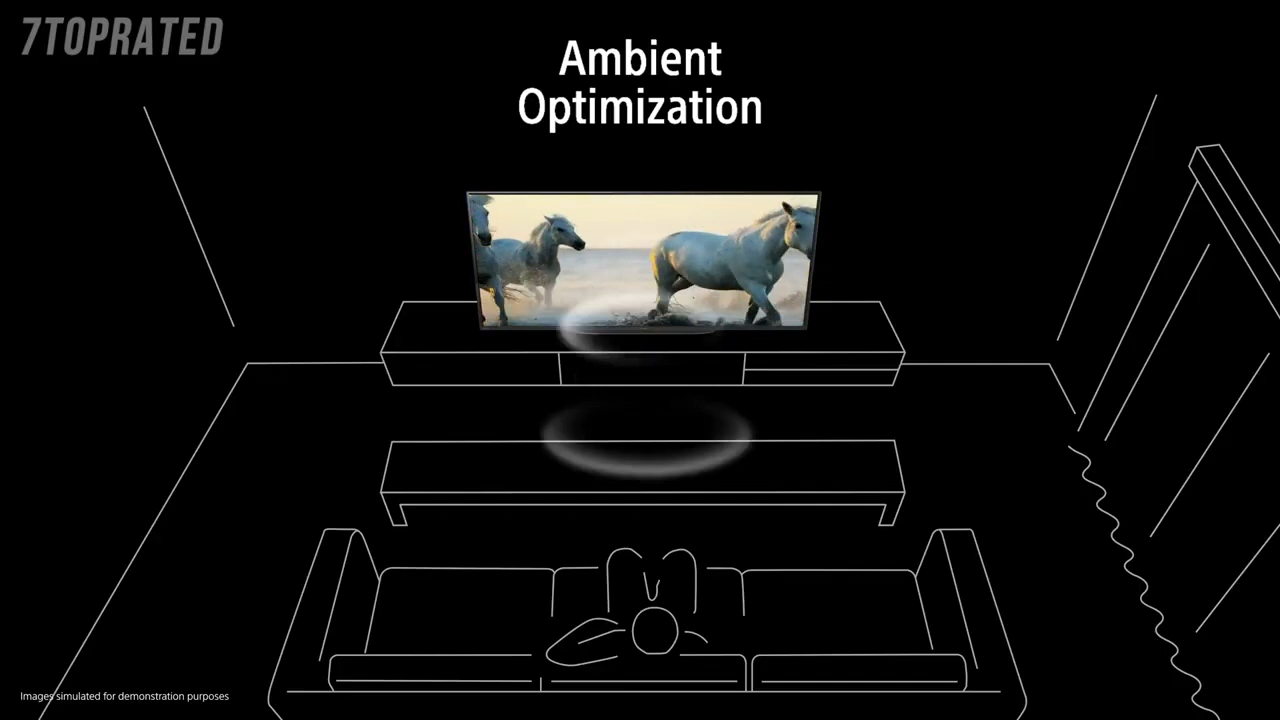 7TOPRATED
Ambient
Optimization
Images simulated for demonstration purposes